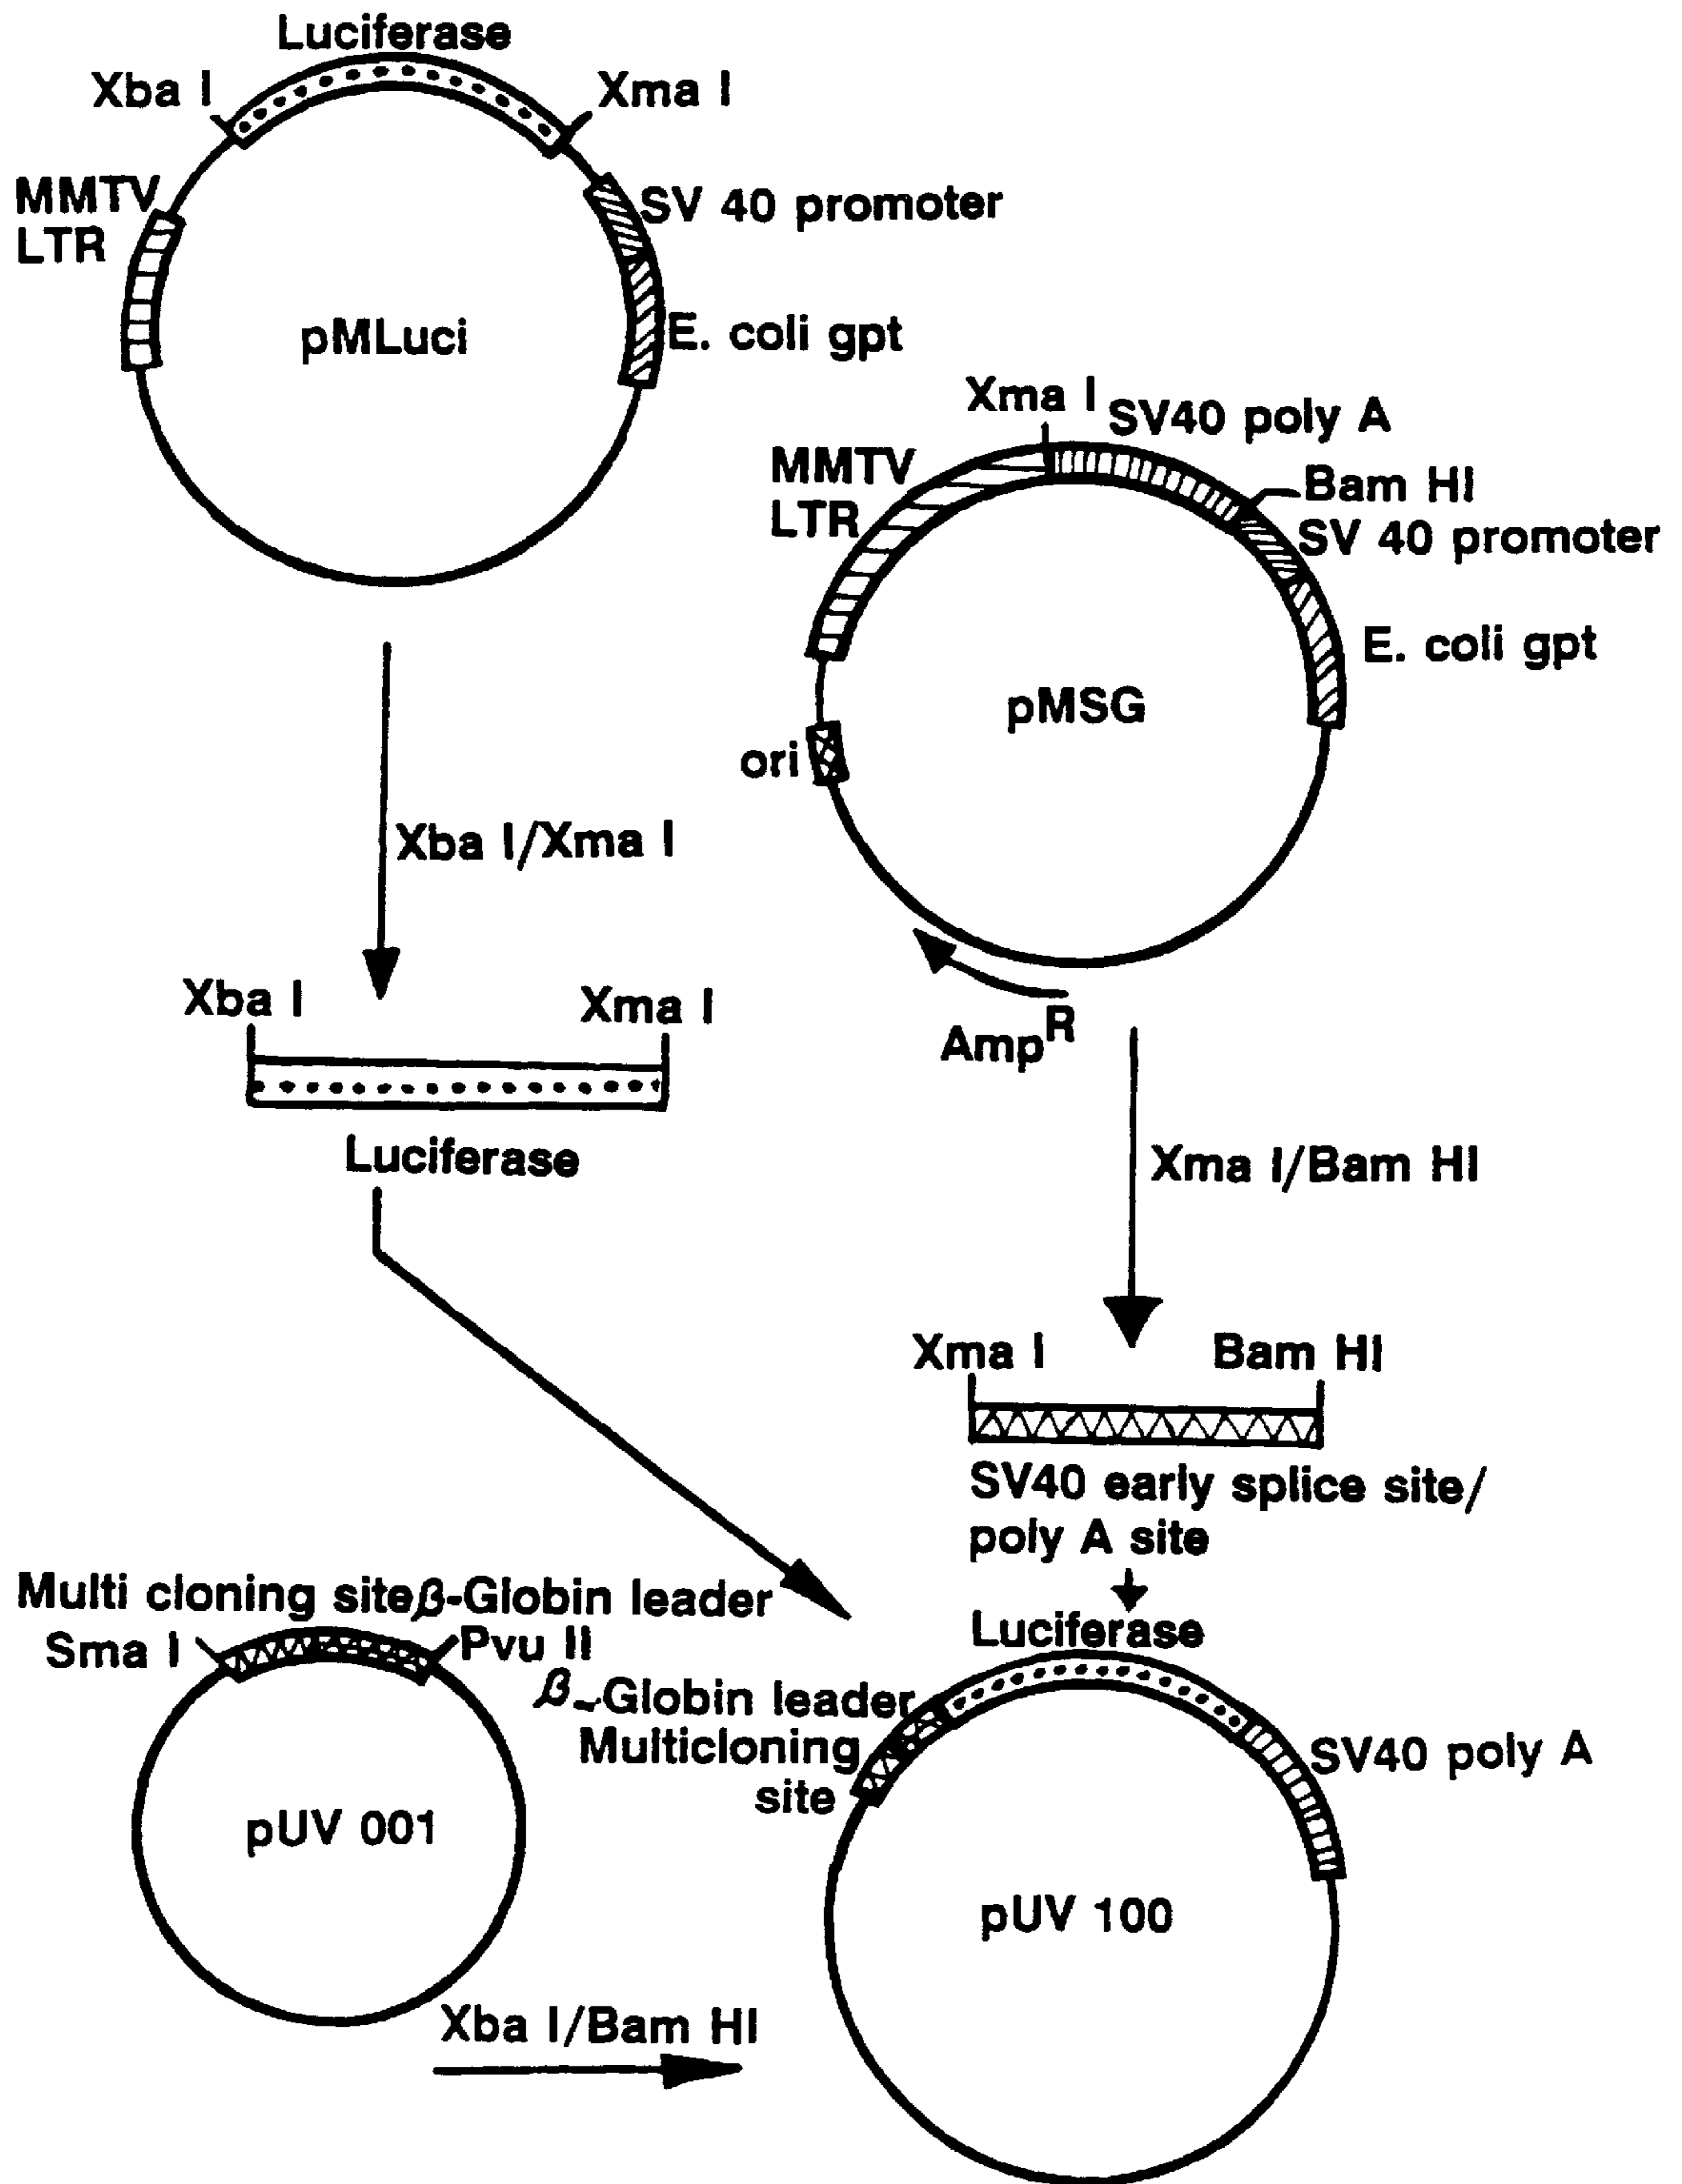 Luciferase
Xba I
Xma I
MMTV
LTR
SV 40 promoter
pMLuci
E. coli gpt
Xma I
SV40 poly A
MMTV
LTR
Bam HI
SV 40 promoter
E. coli gpt
pMSG
ori
Amp^R
Xba I/Xma I
Xba I
Xma I
Luciferase
Xma I/Bam HI
Xma I
Bam HI
SV40 early splice site/
poly A site
Multi cloning site β-Globin leader
Sma I
Pvu II
pUV 001
Xba I/Bam HI
Luciferase
β-Globin leader
Multicloning
site
SV40 poly A
pUV 100